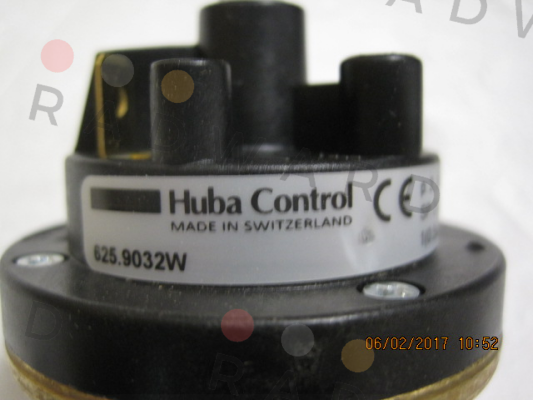 Huba Control CE
MADE IN SWITZERLAND
625.9032W
06/02/2017 10:52